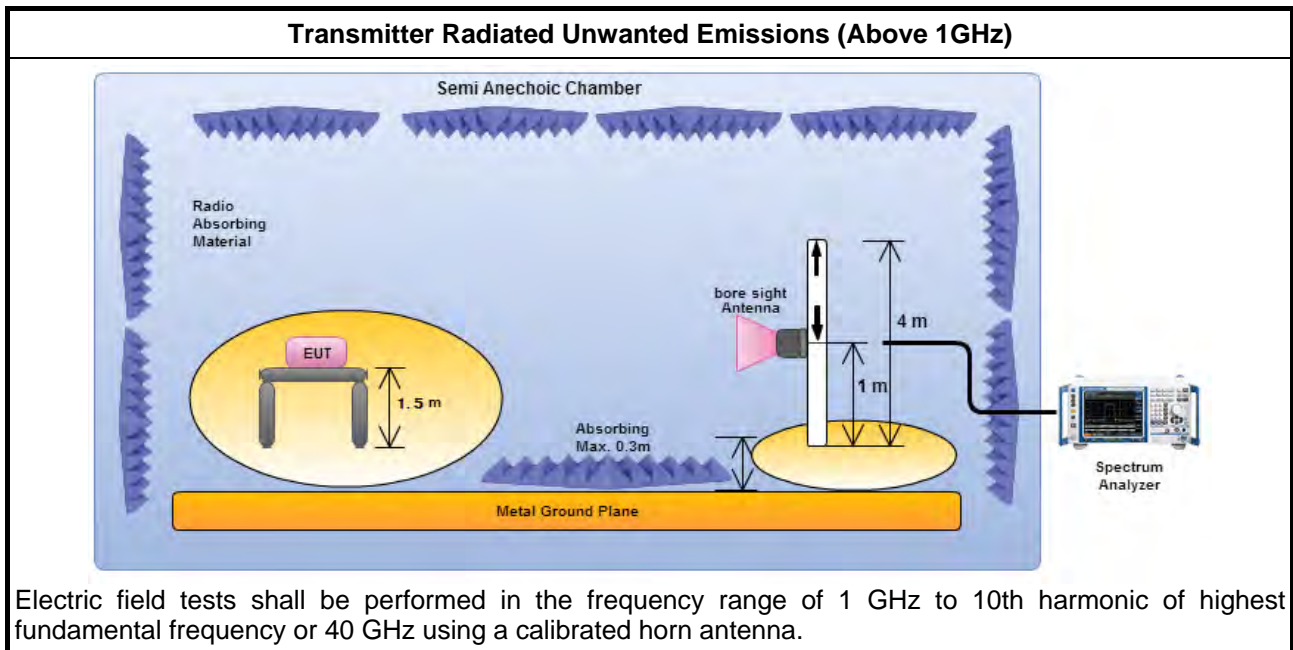 Transmitter Radiated Unwanted Emissions (Above 1GHz)
Semi Anechoic Chamber
Radio
Absorbing
Material
bore sight
Antenna
4 m
EUT
1 m
1. 5 m
Absorbing
Max. 0.3m
Spectrum
Analyzer
Metal Ground Plane
Electric field tests shall be performed in the frequency range of 1 GHz to 10th harmonic of highest
fundamental frequency or 40 GHz using a calibrated horn antenna.